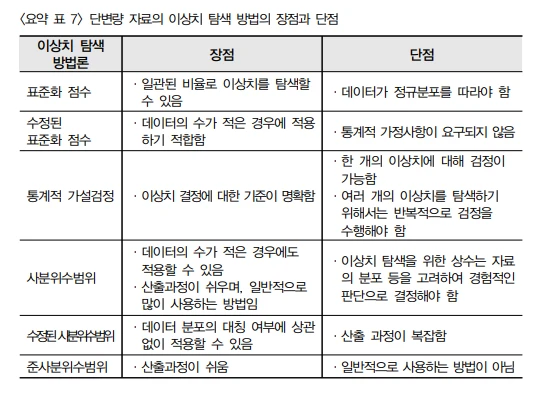 〈요약 표 7〉 단변량 자료의 이상치 탐색 방법의 장점과 단점
이상치 탐색
방법론
장점
단점
표준화 점수
· 일관된 비율로 이상치를 탐색할
수 있음
· 데이터가 정규분포를 따라야 함
수정된
표준화 점수
· 데이터의 수가 적은 경우에 적용
하기 적합함
· 통계적 가정사항이 요구되지 않음
통계적 가설검정
· 이상치 결정에 대한 기준이 명확함
· 한 개의 이상치에 대해 검정이
가능함
· 여러 개의 이상치를 탐색하기
위해서는 반복적으로 검정을
수행해야 함
사분위수범위
· 데이터의 수가 적은 경우에도
적용할 수 있음
· 산출과정이 쉬우며, 일반적으로
많이 사용하는 방법임
· 이상치 탐색을 위한 상수는 자료
의 분포 등을 고려하여 경험적인
판단으로 결정해야 함
수정된 사분위수범위
· 데이터 분포의 대칭 여부에 상관
없이 적용할 수 있음
· 산출 과정이 복잡함
준사분위수범위
· 산출과정이 쉬움
· 일반적으로 사용하는 방법이 아님